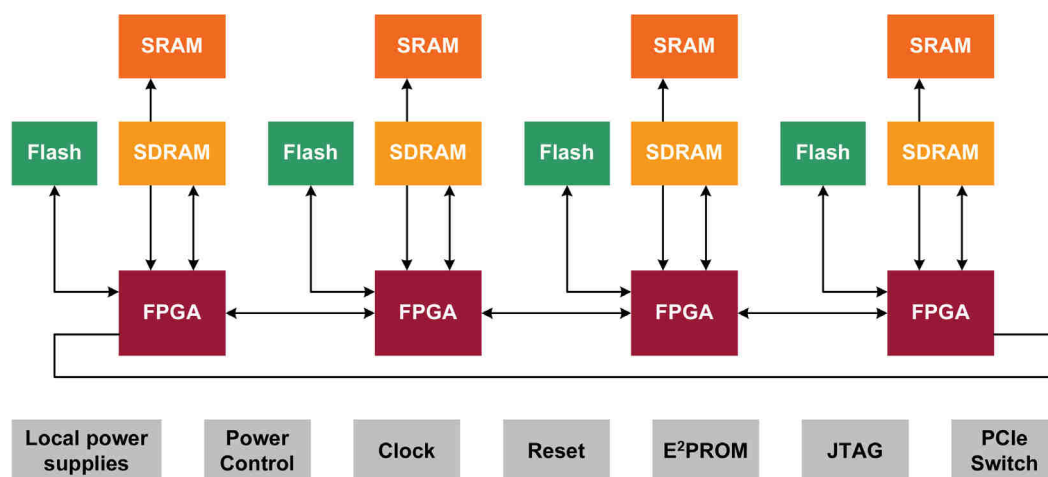 SRAM
SRAM
SRAM
SRAM
Flash
SDRAM
Flash
SDRAM
Flash
SDRAM
Flash
SDRAM
FPGA
FPGA
FPGA
FPGA
Local power
supplies
Power
Control
Clock
Reset
E²PROM
JTAG
PCIe
Switch